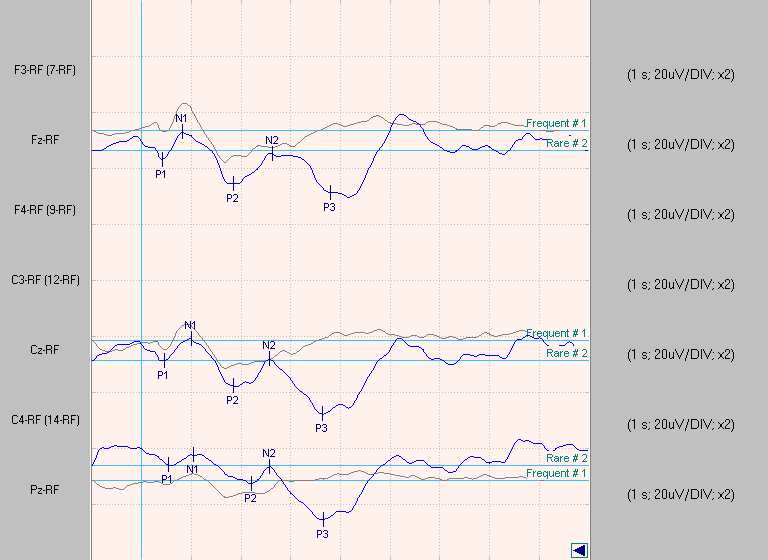 F3-RF (7-RF)
(1 s; 20uV/DIV; x2)
N1
Frequent # 1
Fz-RF
N2
Rare # 2
(1 s; 20uV/DIV; x2)
P1
P2
P3
F4-RF (9-RF)
(1 s; 20uV/DIV; x2)
C3-RF (12-RF)
(1 s; 20uV/DIV; x2)
N1
Frequent # 1
Cz-RF
N2
Rare # 2
(1 s; 20uV/DIV; x2)
P1
P2
P3
C4-RF (14-RF)
(1 s; 20uV/DIV; x2)
N2
Rare # 2
N1
Frequent # 1
P1
Pz-RF
P2
(1 s; 20uV/DIV; x2)
P3